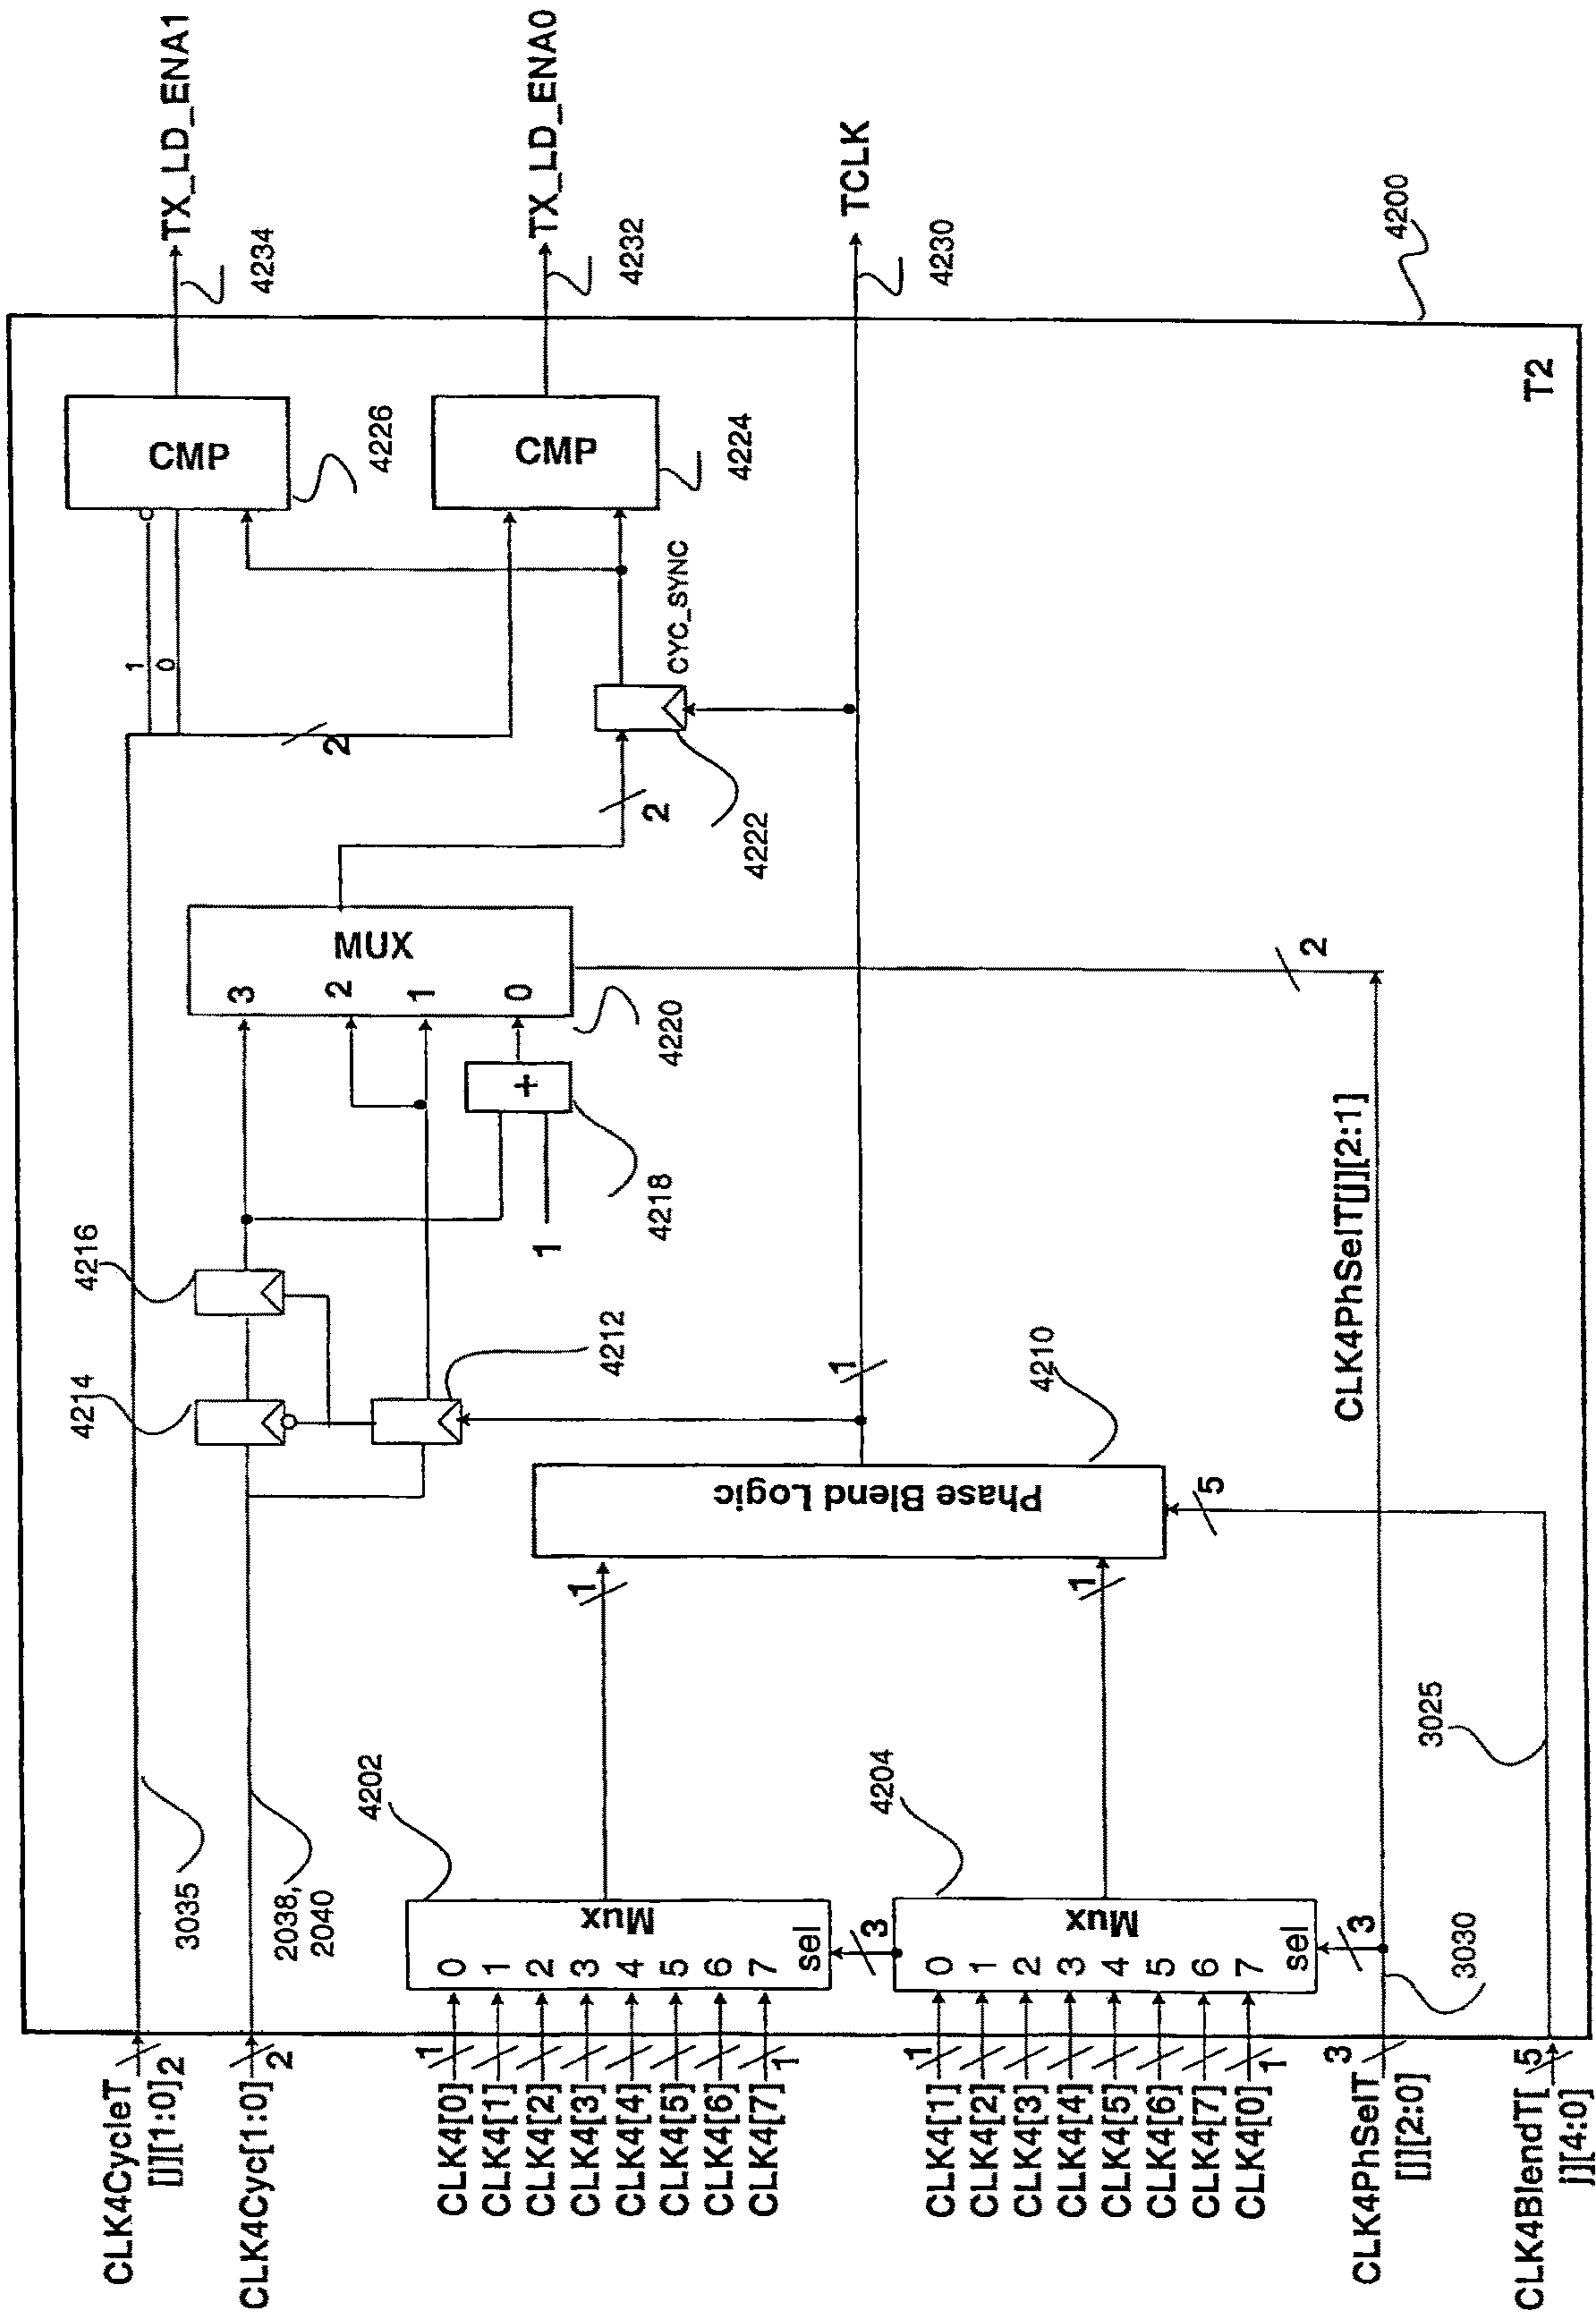 CLK4CycleT
[j][1:0]
2
CLK4Cyc[1:0]
2
CLK4[0]
CLK4[1]
CLK4[2]
CLK4[3]
CLK4[4]
CLK4[5]
CLK4[6]
CLK4[7]
1
1
CLK4[1]
CLK4[2]
CLK4[3]
CLK4[4]
CLK4[5]
CLK4[6]
CLK4[7]
CLK4[0]
1
1
CLK4PhSelT
[j][2:0]
3
CLK4BlendT[
j][4:0]
5
3035
2038,
2040
4202
0
1
2
3
4
5
6
7
Mux
sel
3
4204
0
1
2
3
4
5
6
7
Mux
sel
3
3030
3025
1
1
Phase Blend Logic
5
4210
1
4214
4216
4212
1
+
4218
CLK4PhSelT[j][2:1]
3
2
1
0
MUX
4220
2
2
4222
CYC_SYNC
2
1
0
CMP
4226
CMP
4224
T2
TX_LD_ENA1
4234
TX_LD_ENA0
4232
TCLK
4230
4200